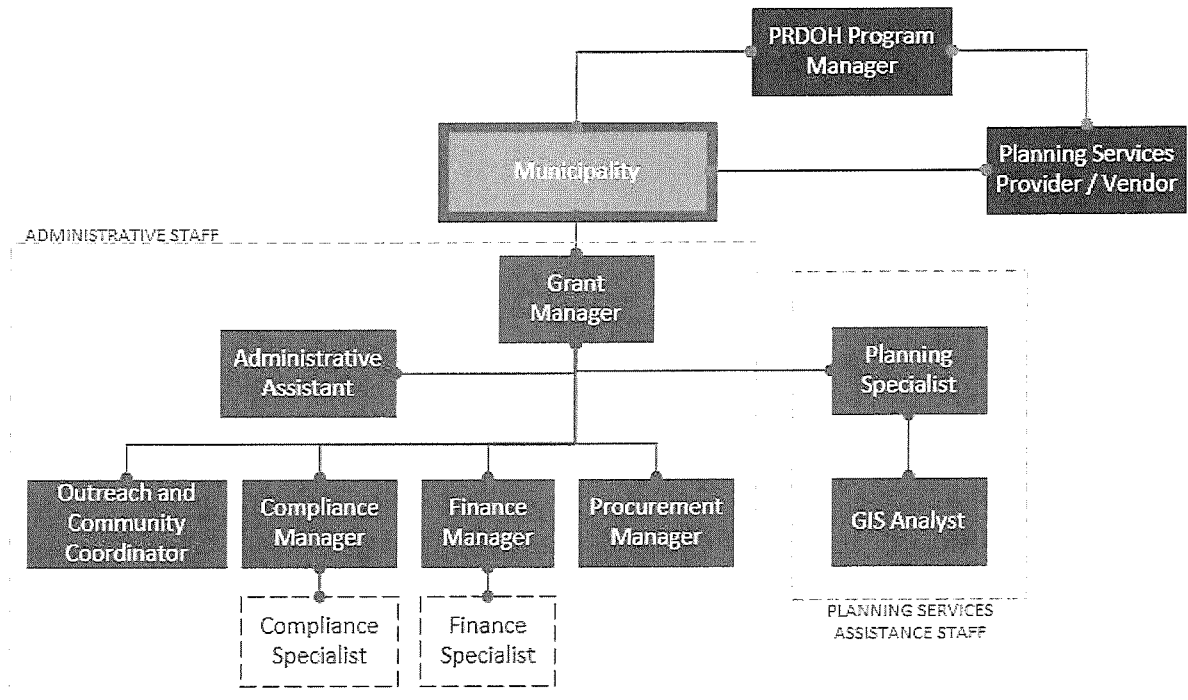 PRDOH Program
Manager
Municipality
Planning Services
Provider / Vendor
ADMINISTRATIVE STAFF
Grant
Manager
Administrative
Assistant
Planning
Specialist
Outreach and
Community
Coordinator
Compliance
Manager
Finance
Manager
Procurement
Manager
GIS Analyst
Compliance
Specialist
Finance
Specialist
PLANNING SERVICES
ASSISTANCE STAFF